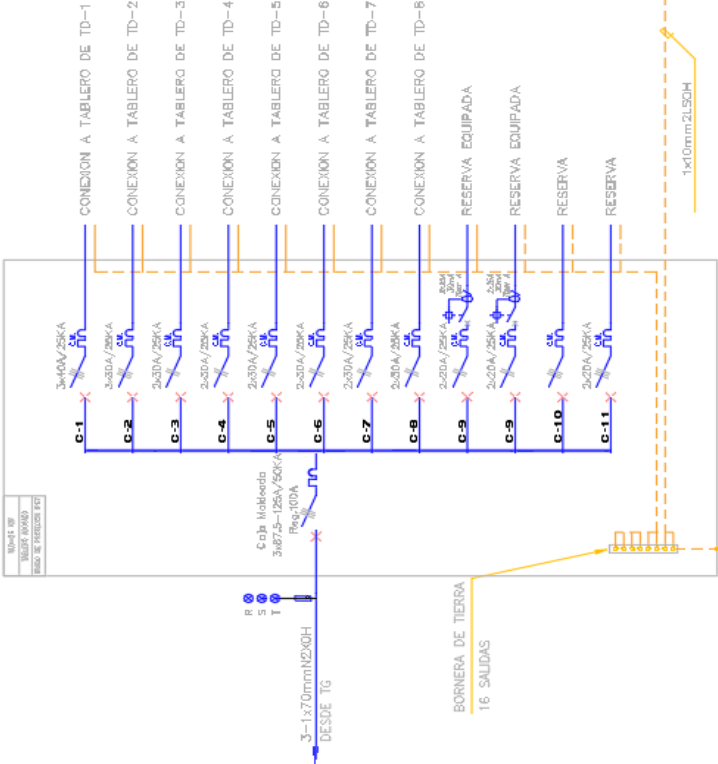 CONEXION A TABLERO DE TD-1
CONEXION A TABLERO DE TD-2
CONEXION A TABLERO DE TD-3
CONEXION A TABLERO DE TD-4
CONEXION A TABLERO DE TD-5
CONEXION A TABLERO DE TD-6
CONEXION A TABLERO DE TD-7
CONEXION A TABLERO DE TD-8
RESERVA EQUIPADA
RESERVA EQUIPADA
RESERVA
RESERVA
1x10mm2LSOH
3x40A/25KA
3x30A/25KA
2x30A/25KA
2x30A/25KA
2x30A/25KA
2x30A/25KA
2x30A/25KA
2x30A/25KA
2x20A/25KA
2x20A/25KA
2x20A/25KA
C.M.
C.M.
C.M.
C.M.
C.M.
C.M.
C.M.
C.M.
C.M.
C.M.
C.M.
C.M.
C-1
C-2
C-3
C-4
C-5
C-6
C-7
C-8
C-9
C-9
C-10
C-11
Caja Moldeada
3x87.5-125A/50KA
Reg.100A
R
S
T
3-1x70mmN2XOH
DESDE TG
BORNERA DE TIERRA
16 SALIDAS